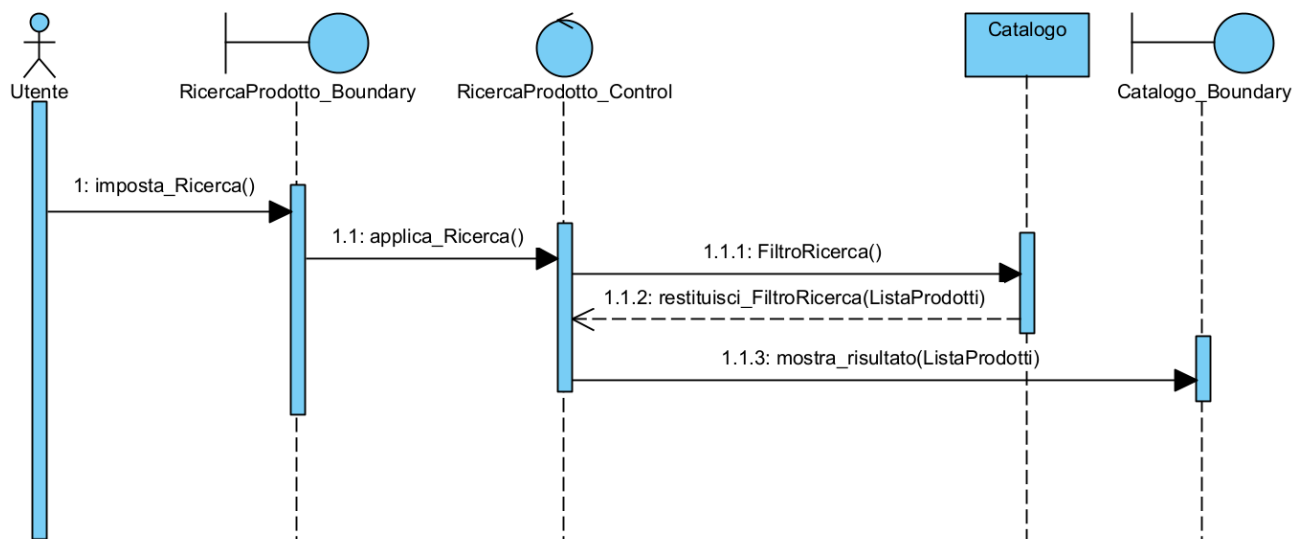 Catalogo
Utente
RicercaProdotto_Boundary
RicercaProdotto_Control
Catalogo_Boundary
1: imposta_Ricerca()
1.1: applica_Ricerca()
1.1.1: FiltroRicerca()
1.1.2: restituisci_FiltroRicerca(ListaProdotti)
1.1.3: mostra_risultato(ListaProdotti)